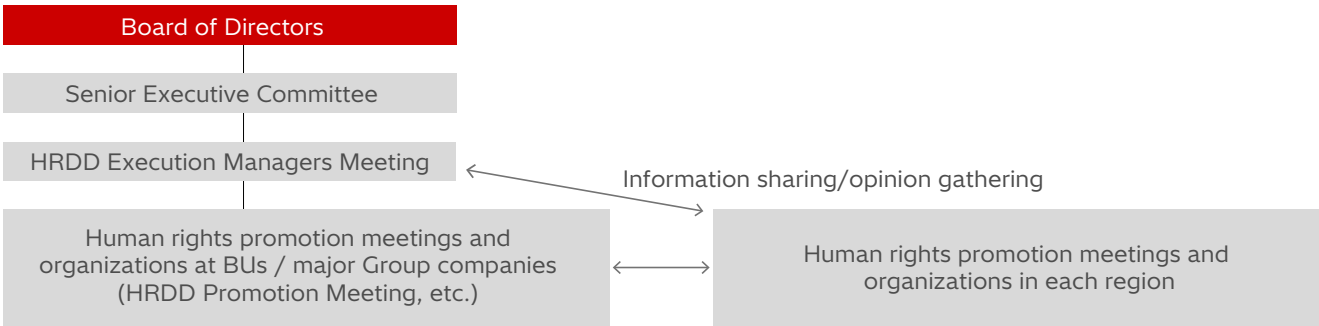 Board of Directors
Senior Executive Committee
HRDD Execution Managers Meeting
Information sharing/opinion gathering
Human rights promotion meetings and
organizations at BUs / major Group companies
(HRDD Promotion Meeting, etc.)
Human rights promotion meetings and
organizations in each region